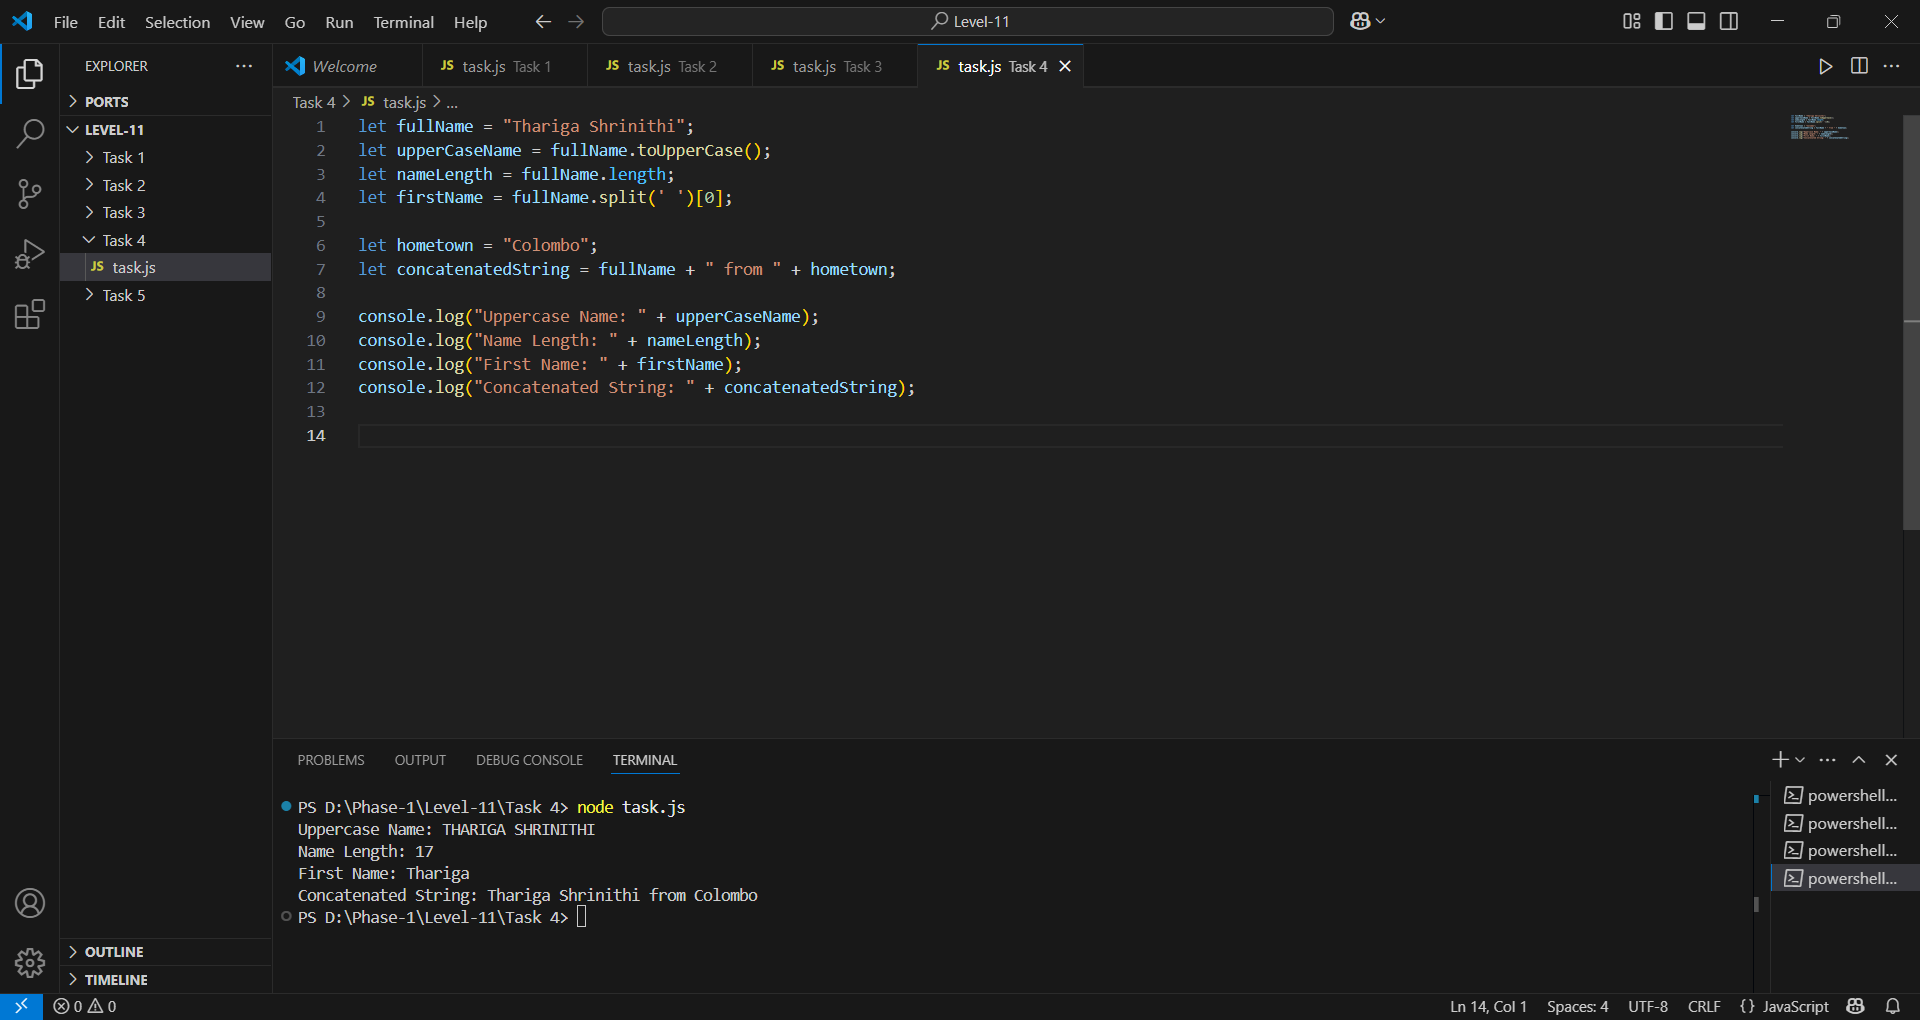 File Edit Selection View Go Run Terminal Help
Level-11
EXPLORER
PORTS
LEVEL-11
Task 1
Task 2
Task 3
Task 4
JS task.js
Task 5
OUTLINE
TIMELINE
Welcome
JS task.js Task 1
JS task.js Task 2
JS task.js Task 3
JS task.js Task 4
Task 4 > JS task.js > ...
1 let fullName = "Thariga Shrinithi";
2 let upperCaseName = fullName.toUpperCase();
3 let nameLength = fullName.length;
4 let firstName = fullName.split(' ')[0];
5
6 let hometown = "Colombo";
7 let concatenatedString = fullName + " from " + hometown;
8
9 console.log("Uppercase Name: " + upperCaseName);
10 console.log("Name Length: " + nameLength);
11 console.log("First Name: " + firstName);
12 console.log("Concatenated String: " + concatenatedString);
13
14
PROBLEMS OUTPUT DEBUG CONSOLE TERMINAL
PS D:\Phase-1\Level-11\Task 4> node task.js
Uppercase Name: THARIGA SHRINITHI
Name Length: 17
First Name: Thariga
Concatenated String: Thariga Shrinithi from Colombo
PS D:\Phase-1\Level-11\Task 4>
powershell...
powershell...
powershell...
powershell...
0 0
Ln 14, Col 1 Spaces: 4 UTF-8 CRLF {} JavaScript